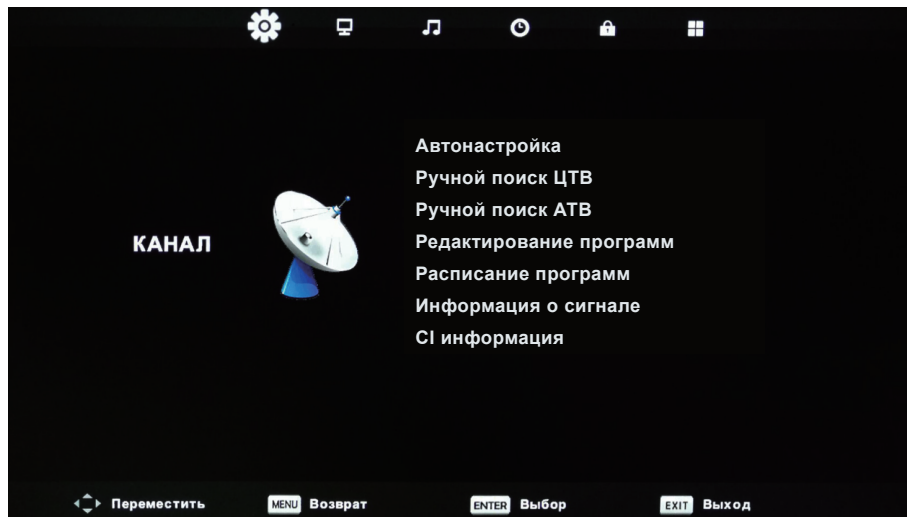 Автонастройка
Ручной поиск ЦТВ
Ручной поиск АТВ
КАНАЛ
Редактирование программ
Расписание программ
Информация о сигнале
CI информация
Переместить MENU Возврат ENTER Выбор EXIT Выход